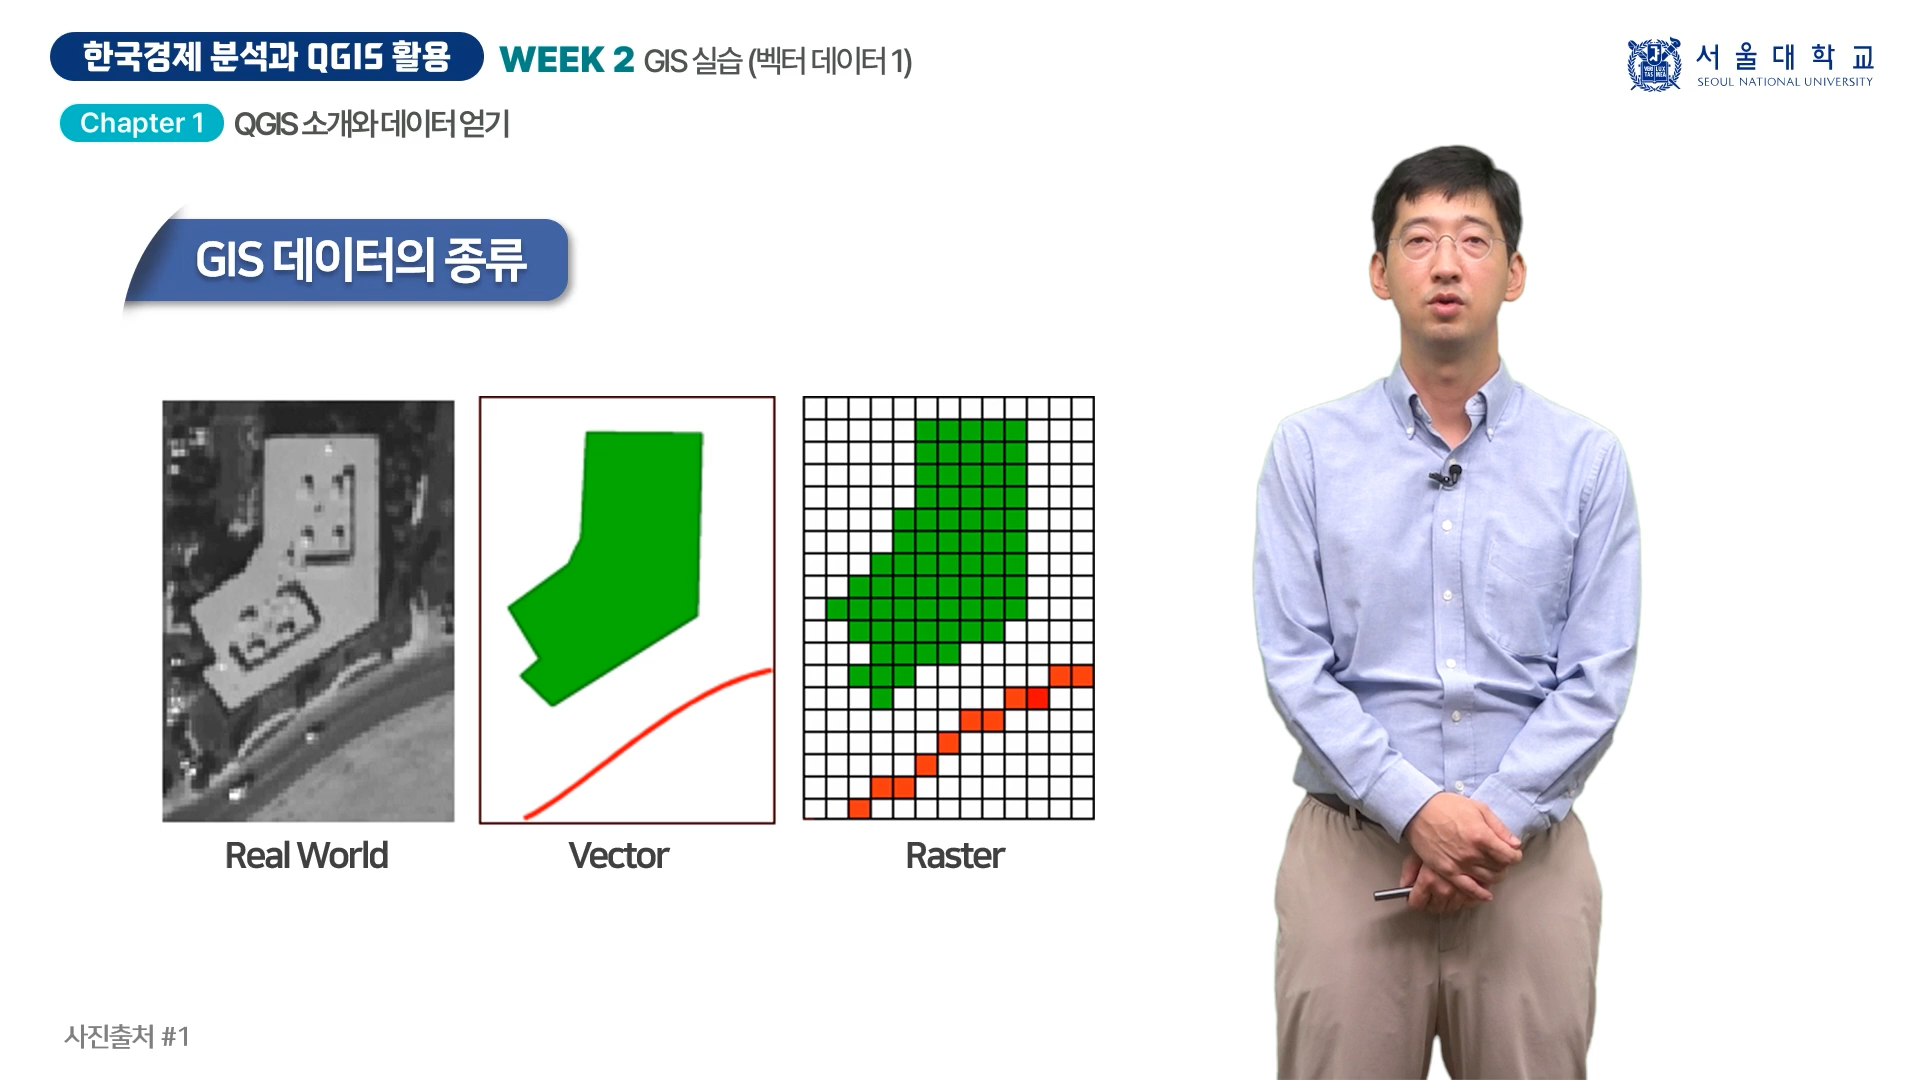 한국경제 분석과 QGIS 활용 WEEK 2 GIS 실습 (벡터 데이터 1)
서울대학교
SEOUL NATIONAL UNIVERSITY
Chapter 1 QGIS 소개와 데이터 얻기
GIS 데이터의 종류
Real World
Vector
Raster
사진출처 #1